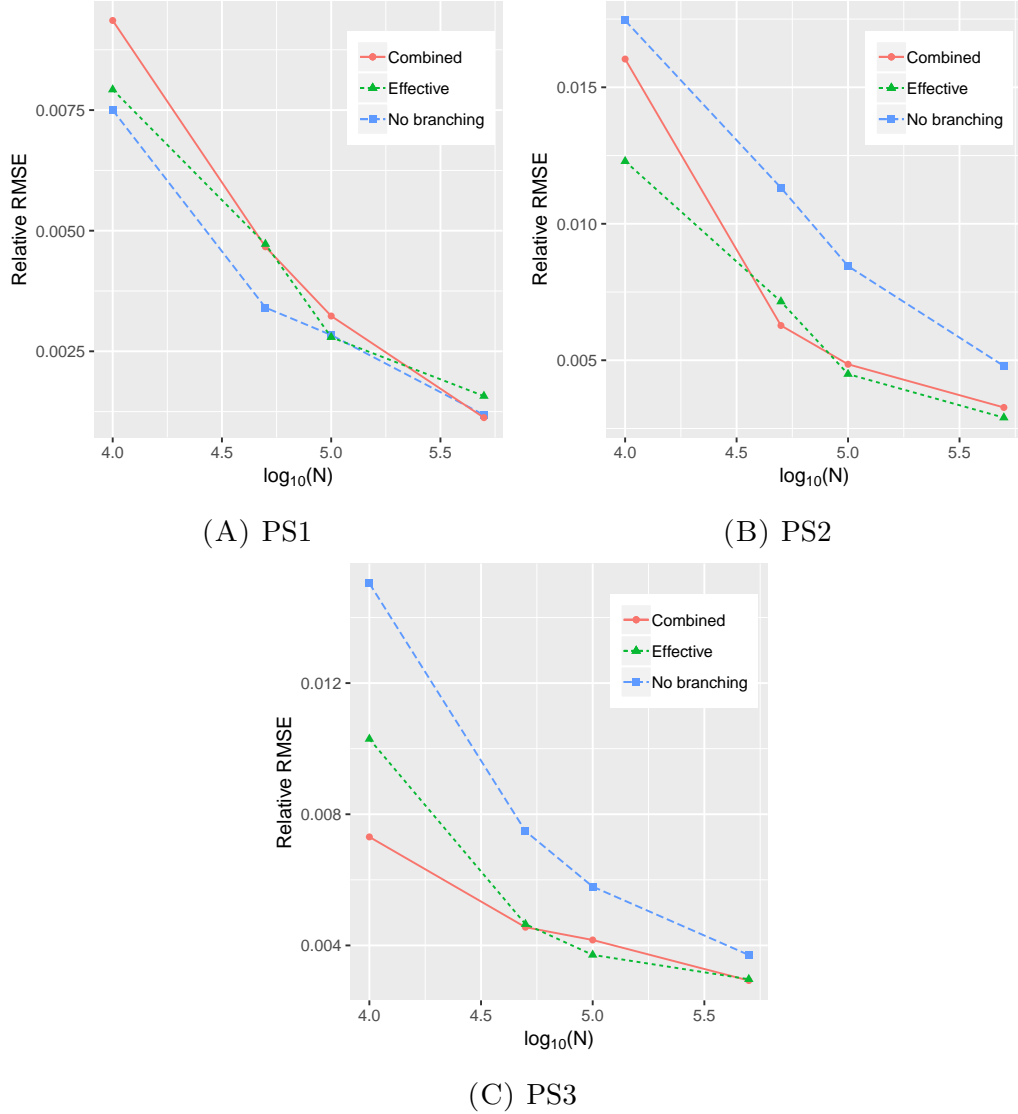 Combined
Effective
No branching
0.0075
0.0050
0.0025
Relative RMSE
4.0 4.5 5.0 5.5
log₁₀(N)
(A) PS1
Combined
Effective
No branching
0.015
0.010
0.005
Relative RMSE
4.0 4.5 5.0 5.5
log₁₀(N)
(B) PS2
Combined
Effective
No branching
0.012
0.008
0.004
Relative RMSE
4.0 4.5 5.0 5.5
log₁₀(N)
(C) PS3